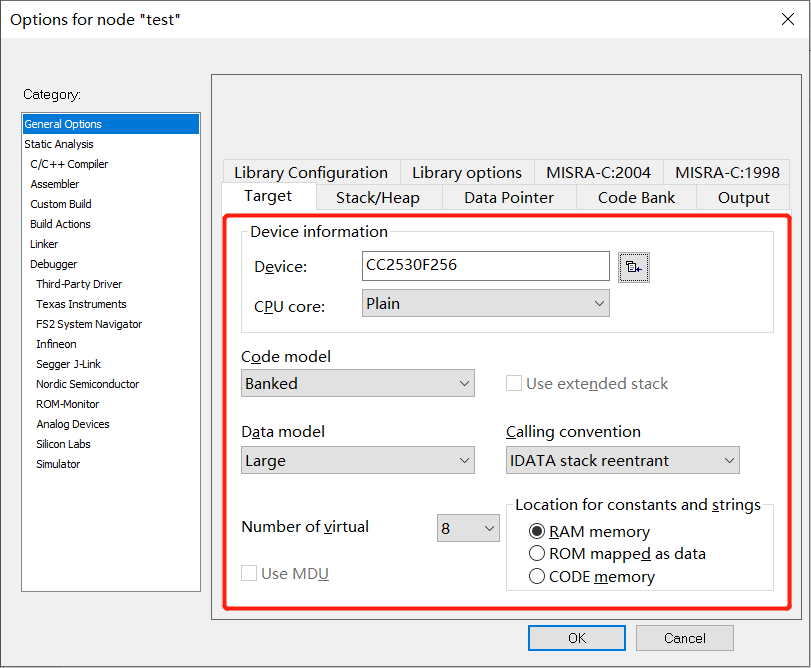 Options for node "test"
Category:
General Options
Static Analysis
C/C++ Compiler
Assembler
Custom Build
Build Actions
Linker
Debugger
Third-Party Driver
Texas Instruments
FS2 System Navigator
Infineon
Segger J-Link
Nordic Semiconductor
ROM-Monitor
Analog Devices
Silicon Labs
Simulator
Library Configuration Library options MISRA-C:2004 MISRA-C:1998
Target Stack/Heap Data Pointer Code Bank Output
Device information
Device: CC2530F256
CPU core: Plain
Code model
Banked Use extended stack
Data model Calling convention
Large IDATA stack reentrant
Number of virtual 8
Use MDU
Location for constants and strings
RAM memory
ROM mapped as data
CODE memory
OK Cancel